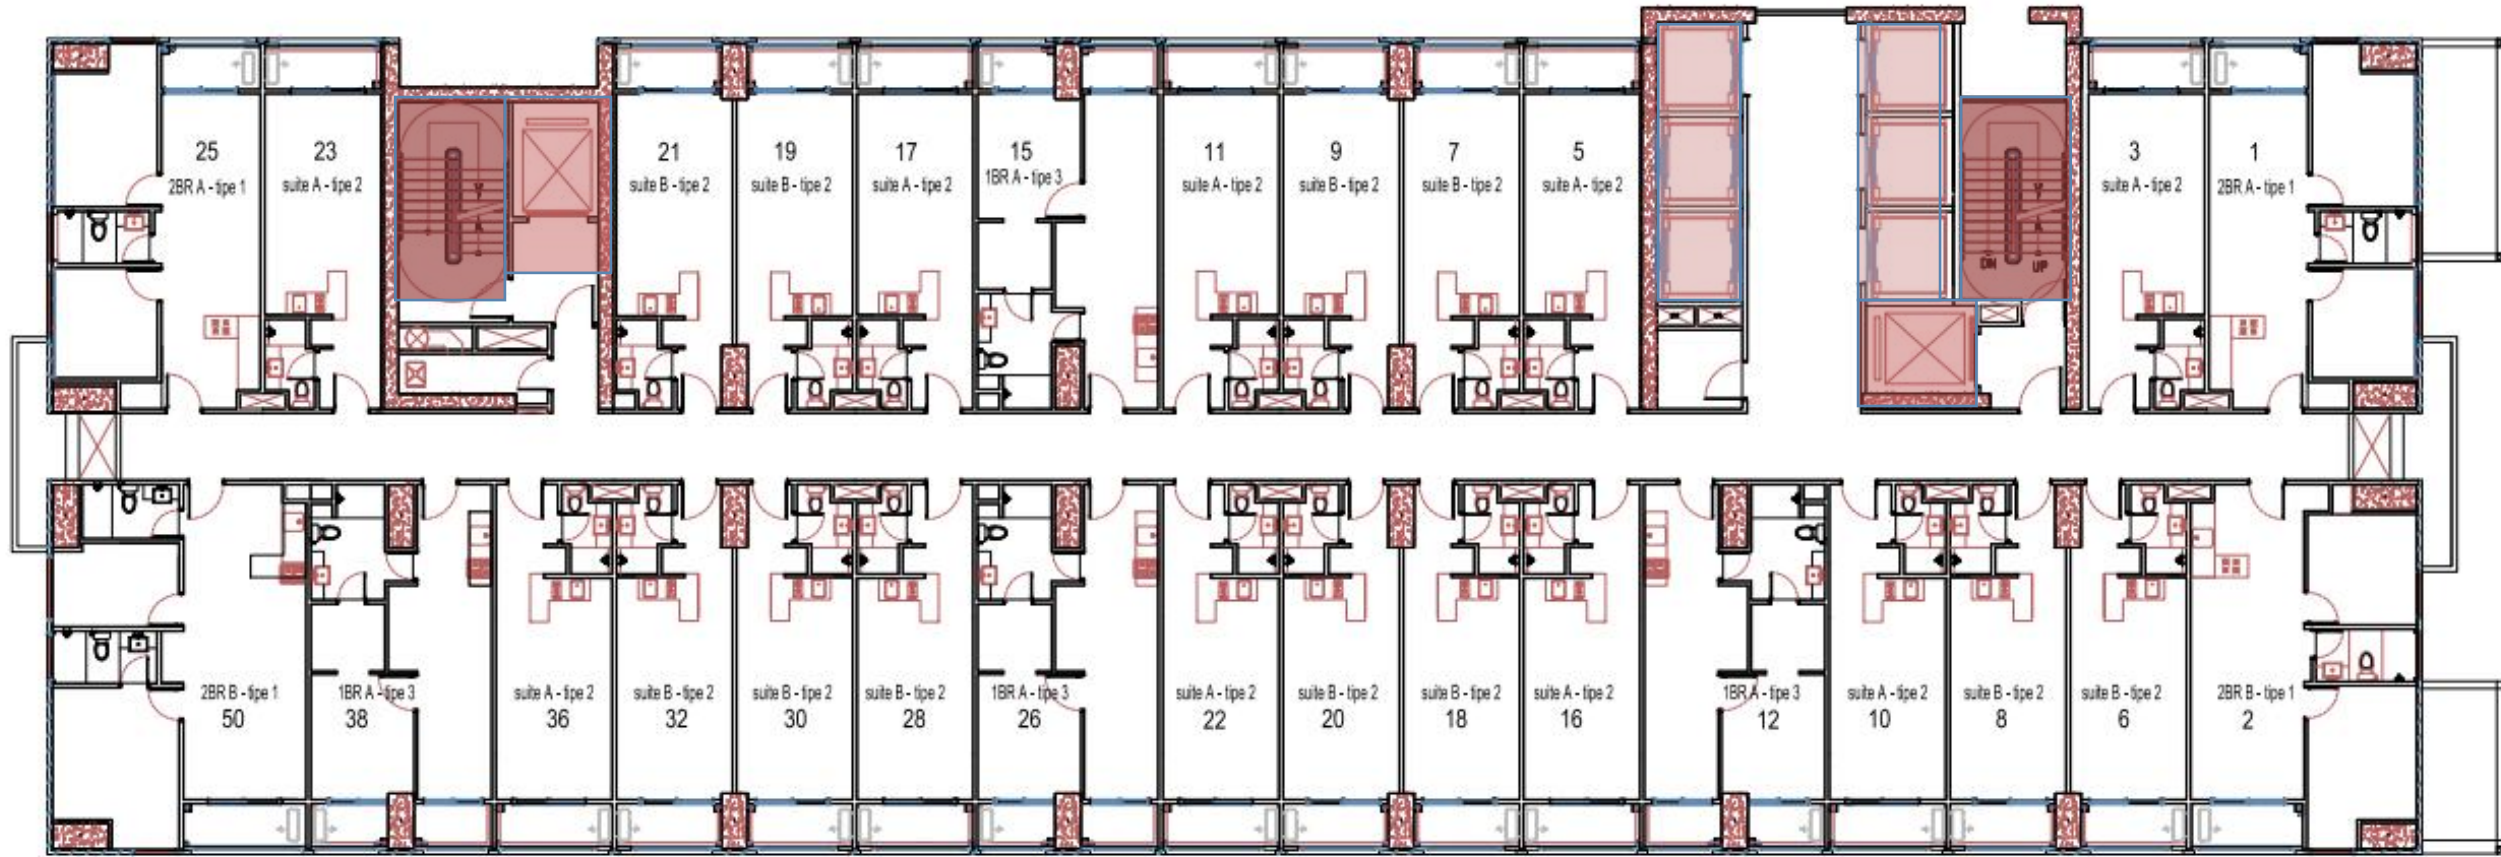 25
2BR A - tipe 1
23
suite A - tipe 2
21
suite B - tipe 2
19
suite B - tipe 2
17
suite A - tipe 2
15
1BR A - tipe 3
11
suite A - tipe 2
9
suite B - tipe 2
7
suite B - tipe 2
5
suite A - tipe 2
3
suite A - tipe 2
1
2BR A - tipe 1
DN
UP
2BR B - tipe 1
50
1BR A - tipe 3
38
suite A - tipe 2
36
suite B - tipe 2
32
suite B - tipe 2
30
suite B - tipe 2
28
1BR A - tipe 3
26
suite A - tipe 2
22
suite B - tipe 2
20
suite B - tipe 2
18
suite A - tipe 2
16
1BR A - tipe 3
12
suite A - tipe 2
10
suite B - tipe 2
8
suite B - tipe 2
6
2BR B - tipe 1
2